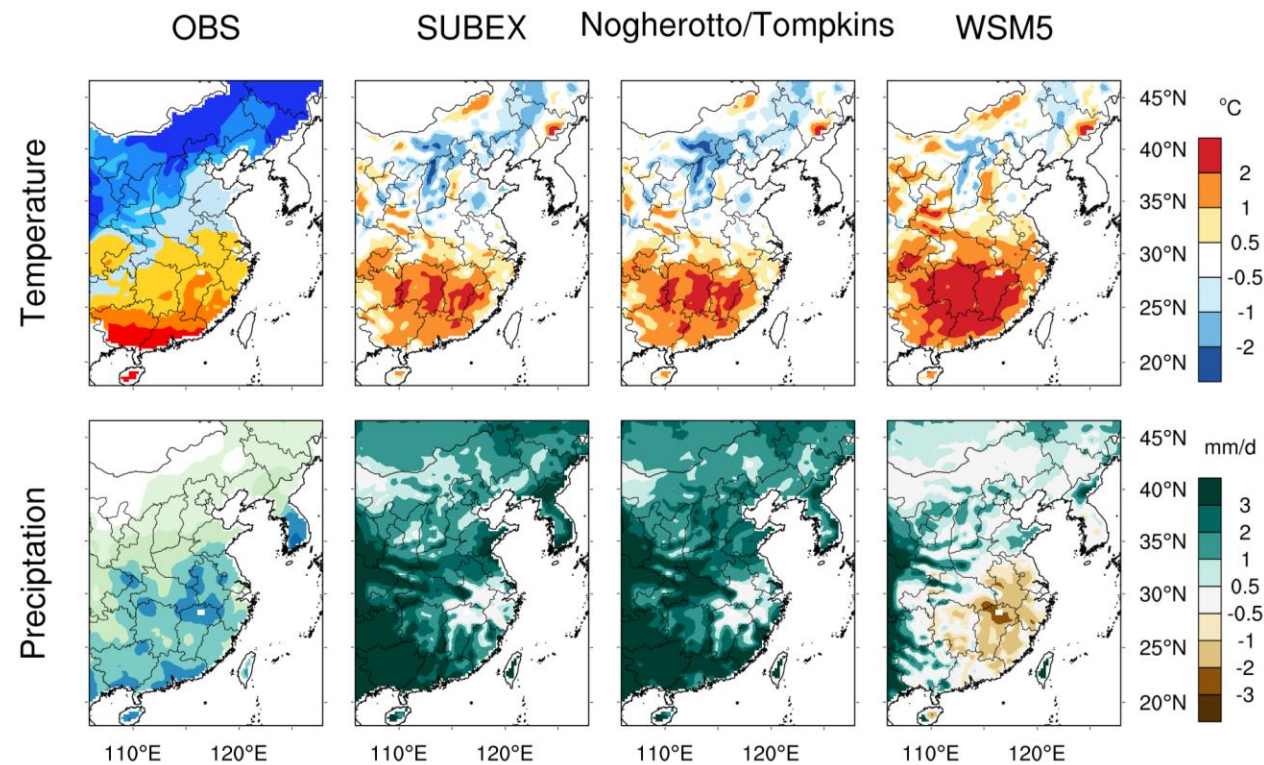 OBS SUBEX Nogherotto/Tompkins WSM5
Temperature
45°N
40°N
35°N
30°N
25°N
20°N
°C
2
1
0.5
-0.5
-1
-2
Preciptation
45°N
40°N
35°N
30°N
25°N
20°N
mm/d
3
2
1
0.5
-0.5
-1
-2
-3
110°E 120°E 110°E 120°E 110°E 120°E 110°E 120°E